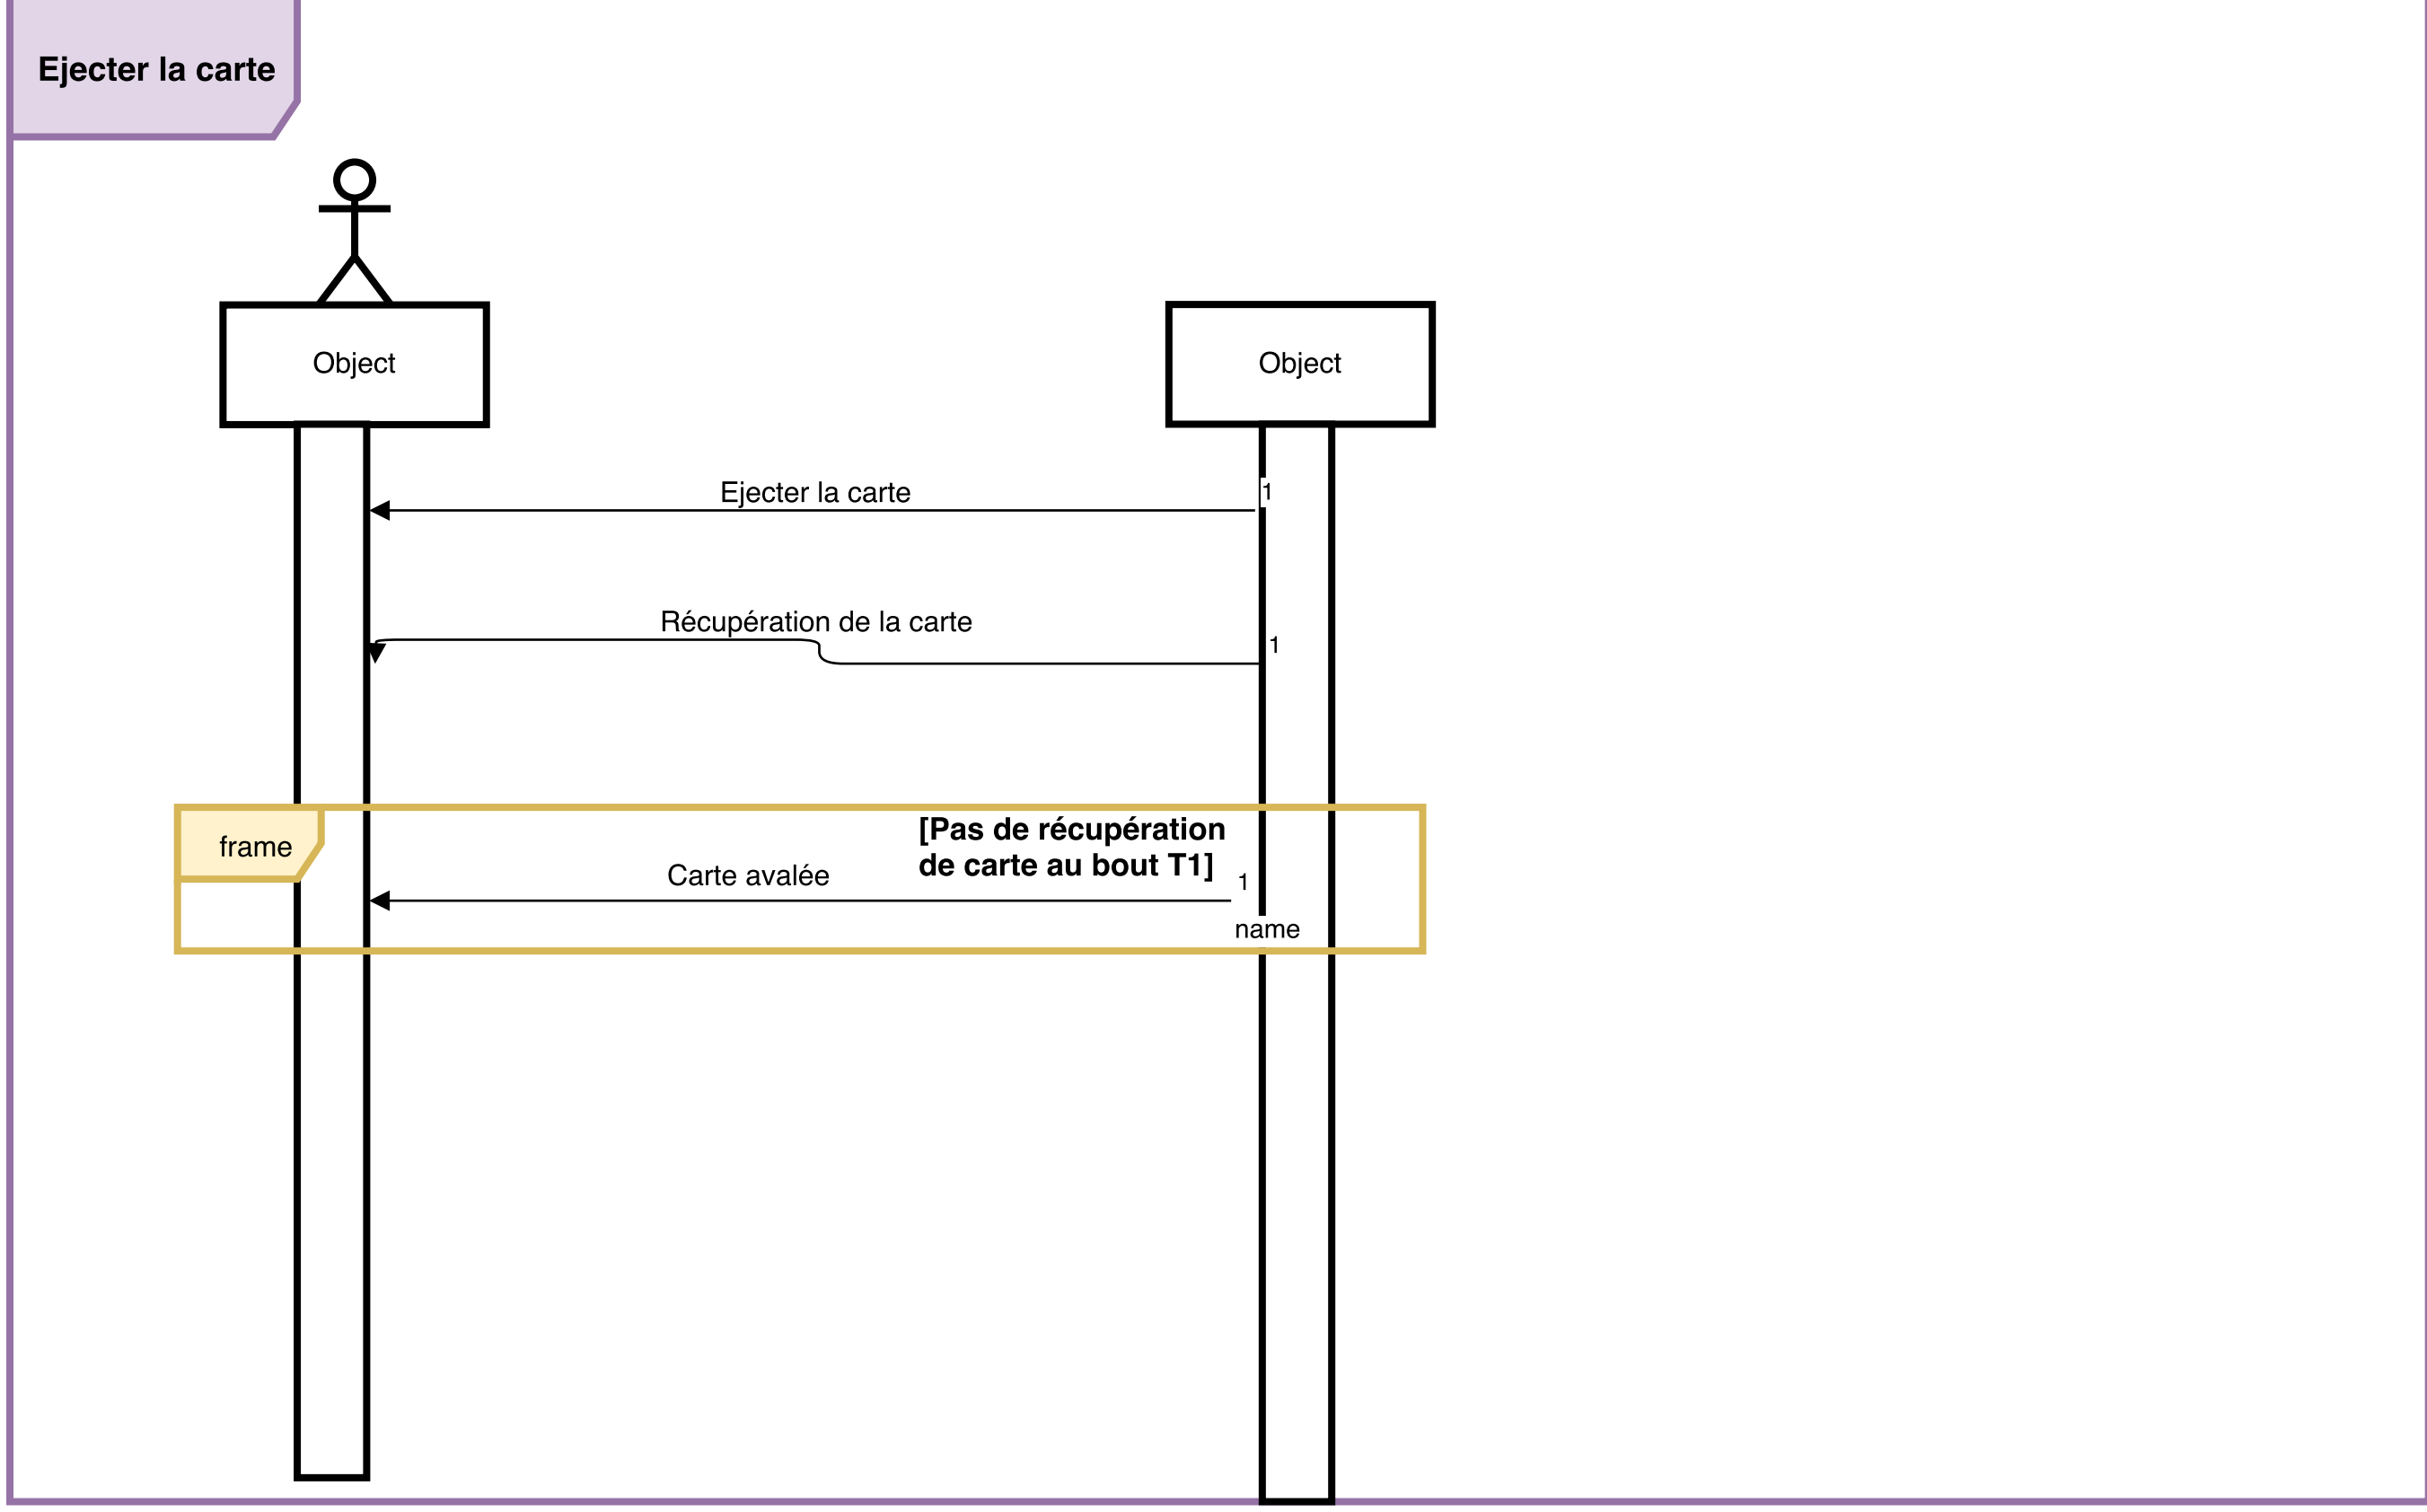 Ejecter la carte
Object
Object
Ejecter la carte
1
Récupération de la carte
1
frame
[Pas de récupération
de carte au bout T1]
Carte avalée
1
name